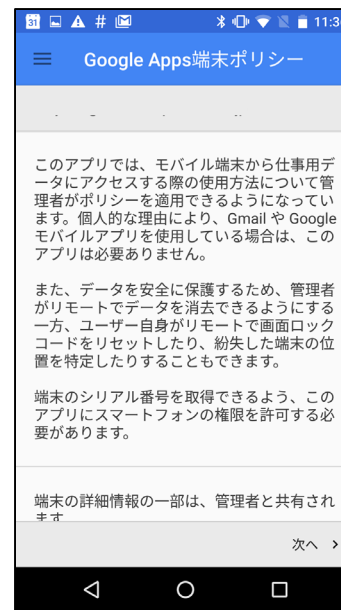 31 # 11:3
Google Apps端末ポリシー
このアプリでは、モバイル端末から仕事用デ
ータにアクセスする際の使用方法について管
理者がポリシーを適用できるようになってい
ます。個人的な理由により、Gmail や Google
モバイルアプリを使用している場合は、この
アプリは必要ありません。
また、データを安全に保護するため、管理者
がリモートでデータを消去できるようにする
一方、ユーザー自身がリモートで画面ロック
コードをリセットしたり、紛失した端末の位
置を特定したりすることもできます。
端末のシリアル番号を取得できるよう、この
アプリにスマートフォンの権限を許可する必
要があります。
端末の詳細情報の一部は、管理者と共有され
ます
次へ